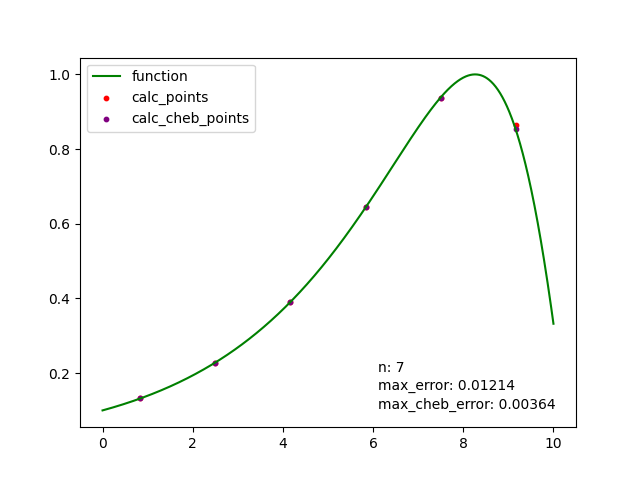 function
calc_points
calc_cheb_points
1.0
0.8
0.6
0.4
0.2
n: 7
max_error: 0.01214
max_cheb_error: 0.00364
0 2 4 6 8 10